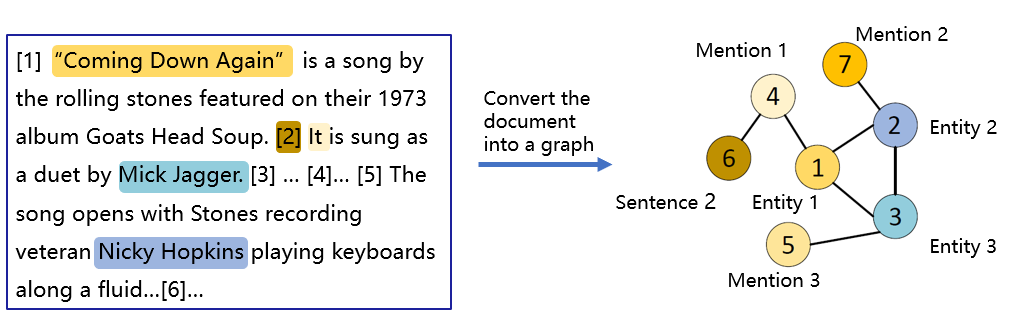 [1] “Coming Down Again” is a song by
the rolling stones featured on their 1973
album Goats Head Soup. [2] It is sung as
a duet by Mick Jagger. [3] ... [4]... [5] The
song opens with Stones recording
veteran Nicky Hopkins playing keyboards
along a fluid...[6]...
Convert the
document
into a graph
Mention 2
Mention 1
7
4
2
Entity 2
6
1
Sentence 2
Entity 1
3
5
Entity 3
Mention 3